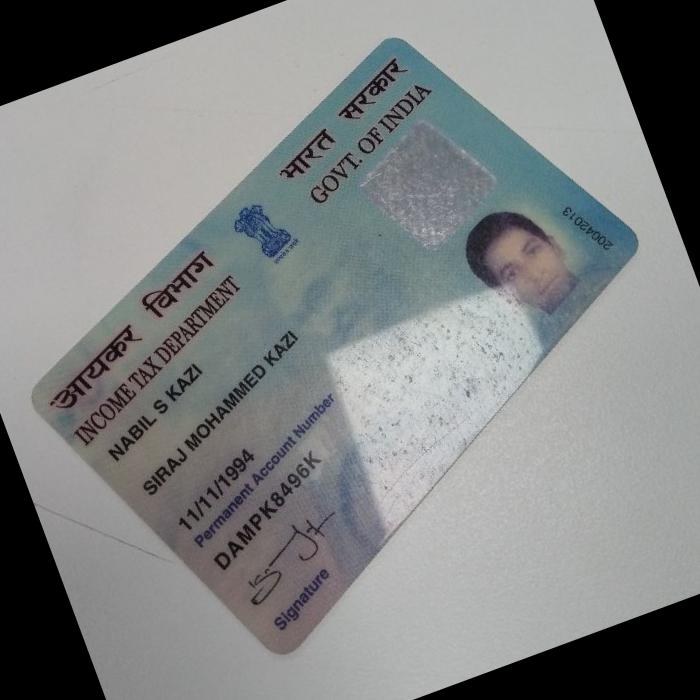 आयकर विभाग
INCOME TAX DEPARTMENT
भारत सरकार
GOVT. OF INDIA
NABIL S KAZI
SIRAJ MOHAMMED KAZI
11/11/1994
Permanent Account Number
DAMPK8496K
Signature
20042013